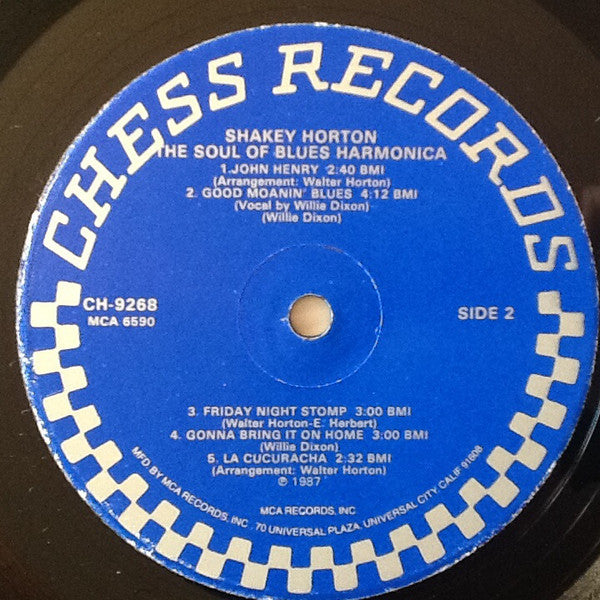 CHESS RECORDS
SHAKEY HORTON
THE SOUL OF BLUES HARMONICA
1.JOHN HENRY 2:40 BMI
(Arrangement: Walter Horton)
2. GOOD MOANIN' BLUES 4:12 BMI
(Vocal by Willie Dixon)
(Willie Dixon)
CH-9268
MCA 6590
SIDE 2
3. FRIDAY NIGHT STOMP 3:00 BMI
(Walter Horton-E. Herbert)
4. GONNA BRING IT ON HOME 3:00 BMI
(Willie Dixon)
5. LA CUCURACHA 2:32 BMI
(Arrangement: Walter Horton)
℗ 1987
MCA RECORDS, INC
MFD BY MCA RECORDS, INC., 70 UNIVERSAL PLAZA, UNIVERSAL CITY, CALIF. 91608